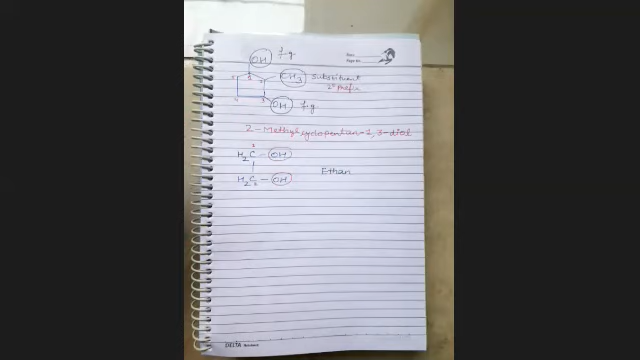 OH f.g
CH3 Substituent
2° Prefix
OH f.g
2-Methylcyclopentan-1,3-diol
H2C - OH
H2C - OH Ethan